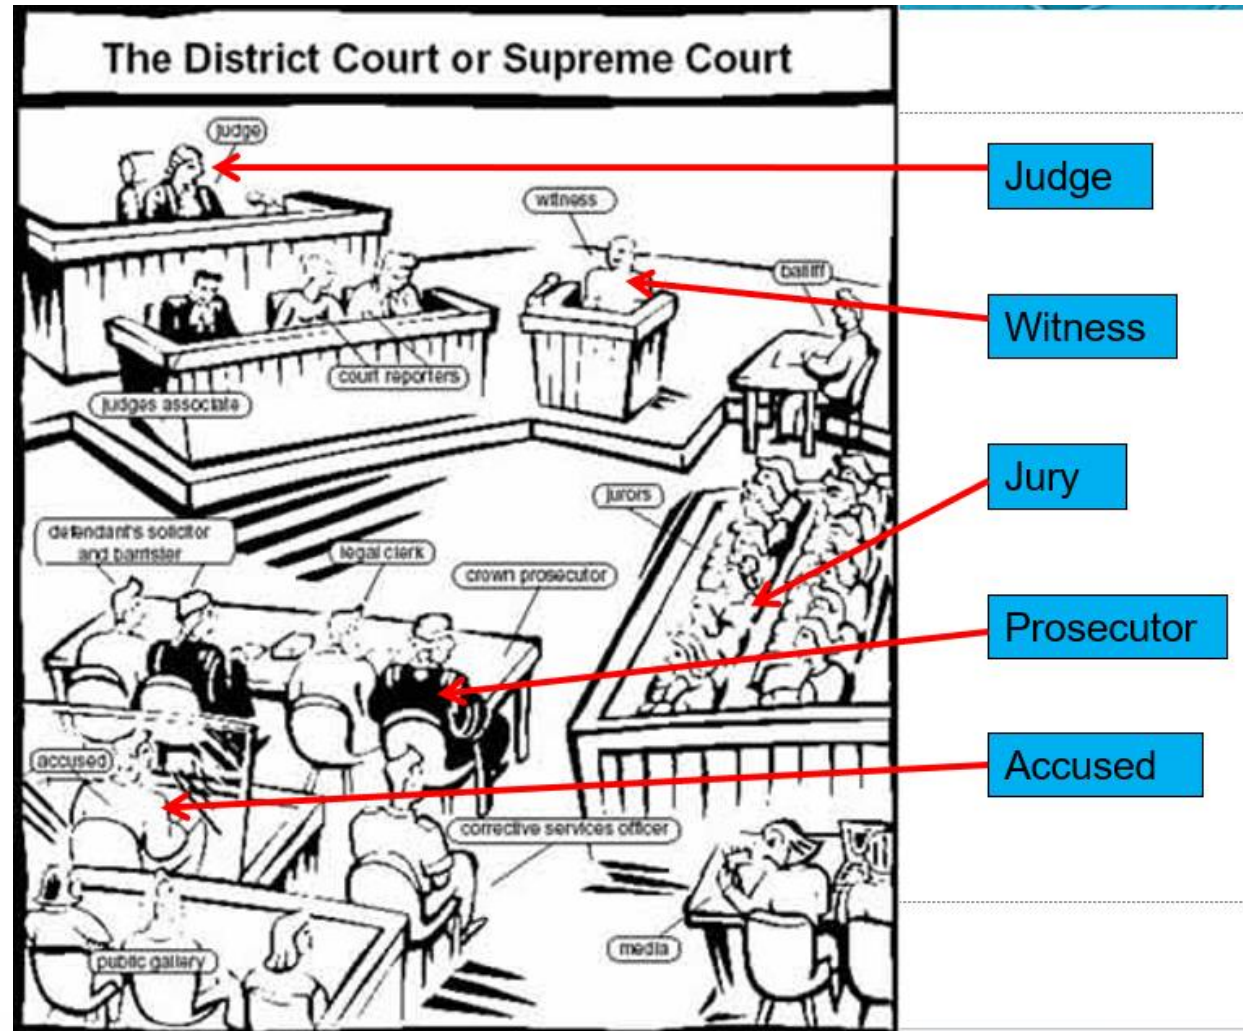 The District Court or Supreme Court
judge
witness
bailiff
court reporters
judges associate
jurors
defendant's solicitor
and barrister
legal clerk
crown prosecutor
accused
corrective services officer
public gallery
media
Judge
Witness
Jury
Prosecutor
Accused